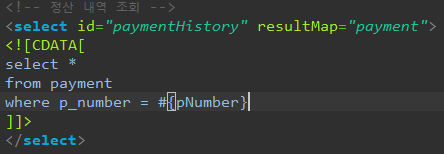 <!-- 정산 내역 조회 -->
<select id="paymentHistory" resultMap="payment">
<![CDATA[
select *
from payment
where p_number = #{pNumber}
]]>
</select>